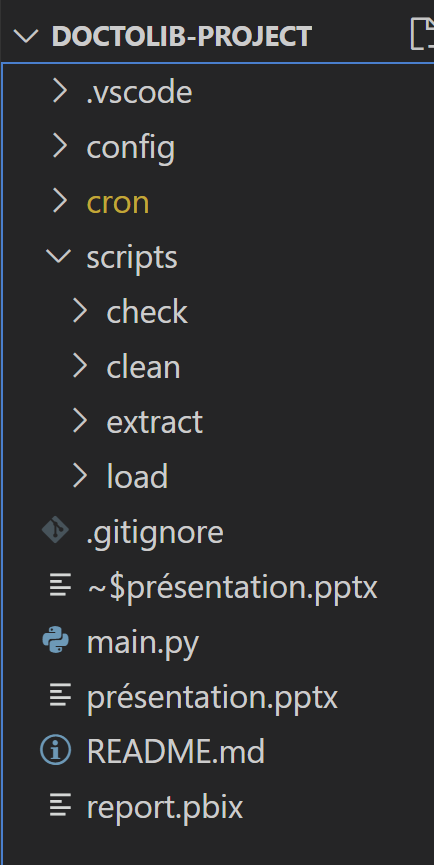 DOCTOLIB-PROJECT
.vscode
config
cron
scripts
check
clean
extract
load
.gitignore
~$présentation.pptx
main.py
présentation.pptx
README.md
report.pbix